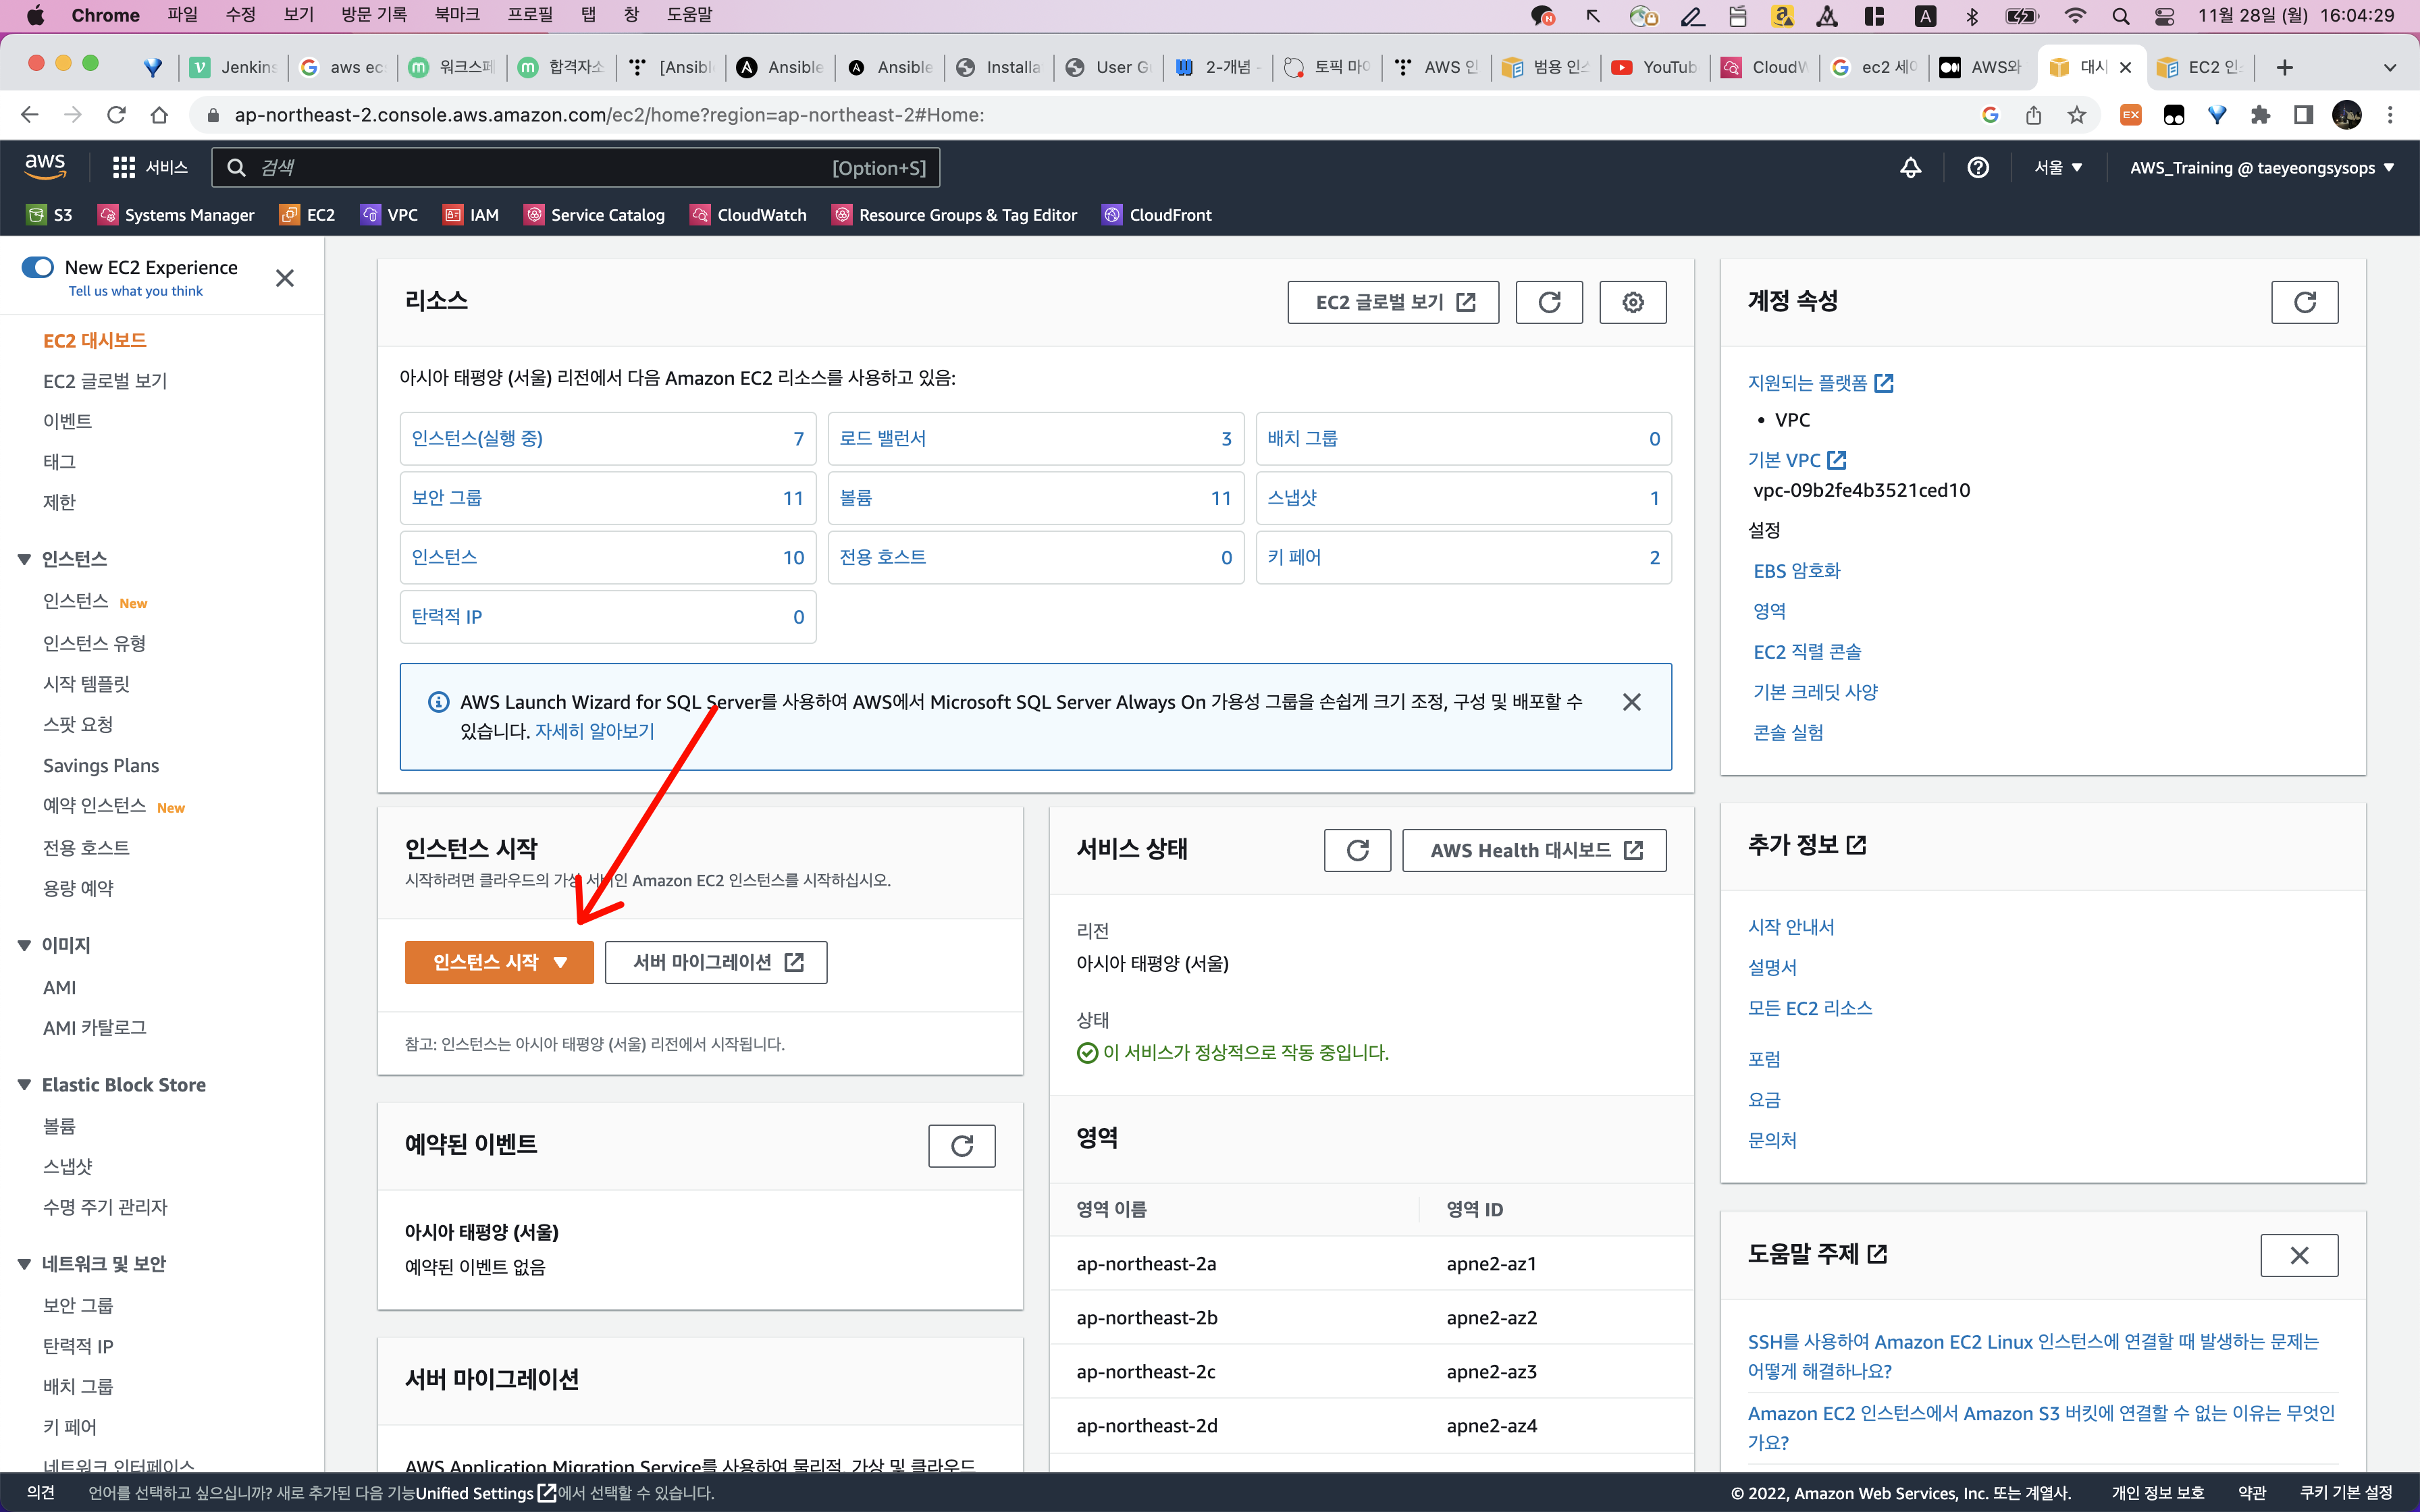 Chrome 파일 수정 보기 방문 기록 북마크 프로필 탭 창 도움말 11월 28일 (월) 16:04:29
Jenkins aws ec 워크스페 합격자소 [Ansibl Ansible Ansible Installa User Gu 2-개념 - 토픽 마이 AWS 인 범용 인스 YouTub CloudW ec2 세이 AWS와 대시 EC2 인
ap-northeast-2.console.aws.amazon.com/ec2/home?region=ap-northeast-2#Home:
aws 서비스 검색 [Option+S] 서울 AWS_Training @ taeyeongsysops
S3 Systems Manager EC2 VPC IAM Service Catalog CloudWatch Resource Groups & Tag Editor CloudFront
New EC2 Experience
Tell us what you think
EC2 대시보드
EC2 글로벌 보기
이벤트
태그
제한
인스턴스
인스턴스 New
인스턴스 유형
시작 템플릿
스팟 요청
Savings Plans
예약 인스턴스 New
전용 호스트
용량 예약
이미지
AMI
AMI 카탈로그
Elastic Block Store
볼륨
스냅샷
수명 주기 관리자
네트워크 및 보안
보안 그룹
탄력적 IP
배치 그룹
키 페어
네트워크 인터페이스
리소스
EC2 글로벌 보기
아시아 태평양 (서울) 리전에서 다음 Amazon EC2 리소스를 사용하고 있음:
인스턴스(실행 중) 7 로드 밸런서 3 배치 그룹 0
보안 그룹 11 볼륨 11 스냅샷 1
인스턴스 10 전용 호스트 0 키 페어 2
탄력적 IP 0
AWS Launch Wizard for SQL Server를 사용하여 AWS에서 Microsoft SQL Server Always On 가용성 그룹을 손쉽게 크기 조정, 구성 및 배포할 수
있습니다. 자세히 알아보기
인스턴스 시작
시작하려면 클라우드의 가상 서버인 Amazon EC2 인스턴스를 시작하십시오.
인스턴스 시작 서버 마이그레이션
참고: 인스턴스는 아시아 태평양 (서울) 리전에서 시작됩니다.
예약된 이벤트
아시아 태평양 (서울)
예약된 이벤트 없음
서버 마이그레이션
AWS Application Migration Service를 사용하여 물리적, 가상 및 클라우드
서비스 상태
AWS Health 대시보드
리전
아시아 태평양 (서울)
상태
이 서비스가 정상적으로 작동 중입니다.
영역
영역 이름 영역 ID
ap-northeast-2a apne2-az1
ap-northeast-2b apne2-az2
ap-northeast-2c apne2-az3
ap-northeast-2d apne2-az4
계정 속성
지원되는 플랫폼
• VPC
기본 VPC
vpc-09b2fe4b3521ced10
설정
EBS 암호화
영역
EC2 직렬 콘솔
기본 크레딧 사양
콘솔 실험
추가 정보
시작 안내서
설명서
모든 EC2 리소스
포럼
요금
문의처
도움말 주제
SSH를 사용하여 Amazon EC2 Linux 인스턴스에 연결할 때 발생하는 문제는
어떻게 해결하나요?
Amazon EC2 인스턴스에서 Amazon S3 버킷에 연결할 수 없는 이유는 무엇인
가요?
의견 언어를 선택하고 싶으십니까? 새로 추가된 다음 기능Unified Settings에서 선택할 수 있습니다. © 2022, Amazon Web Services, Inc. 또는 계열사. 개인 정보 보호 약관 쿠키 기본 설정